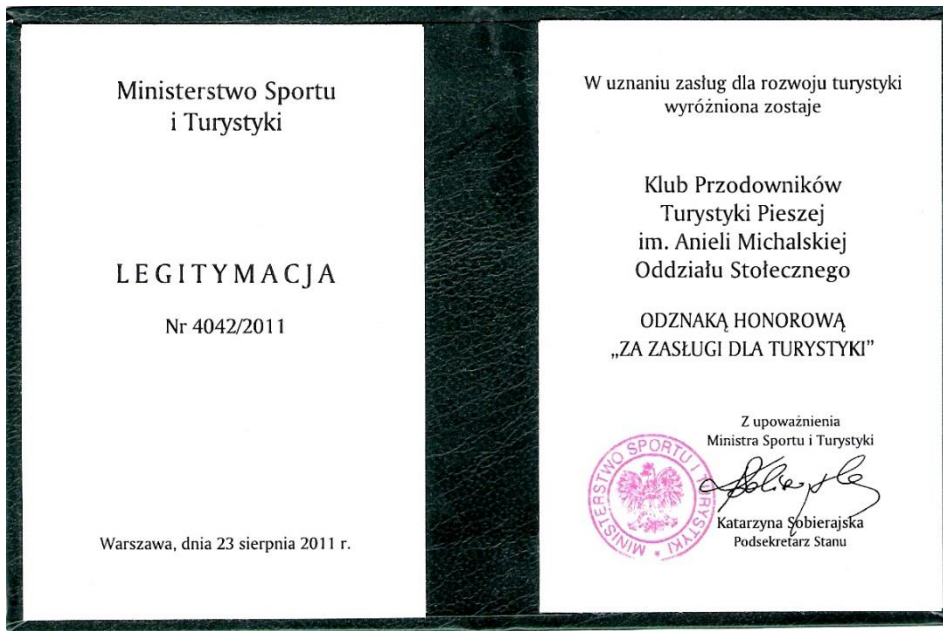 Ministerstwo Sportu
i Turystyki
LEGITYMACJA
Nr 4042/2011
Warszawa, dnia 23 sierpnia 2011 r.
W uznaniu zasług dla rozwoju turystyki
wyróżniona zostaje
Klub Przodowników
Turystyki Pieszej
im. Anieli Michalskiej
Oddziału Stołecznego
ODZNAKĄ HONOROWĄ
„ZA ZASŁUGI DLA TURYSTYKI”
Z upoważnienia
Ministra Sportu i Turystyki
MINISTERSTWO SPORTU I TURYSTYKI *
Katarzyna Sobierajska
Podsekretarz Stanu